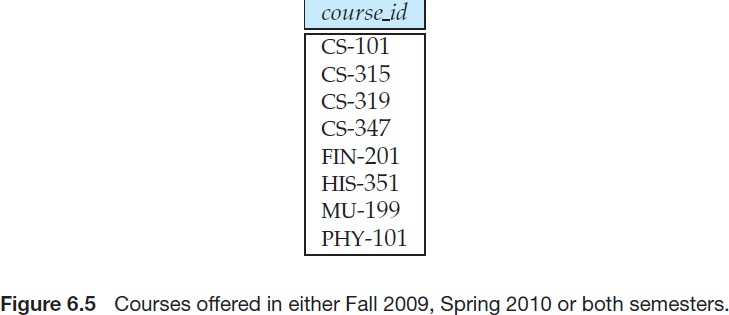 course_id
CS-101
CS-315
CS-319
CS-347
FIN-201
HIS-351
MU-199
PHY-101
Figure 6.5 Courses offered in either Fall 2009, Spring 2010 or both semesters.